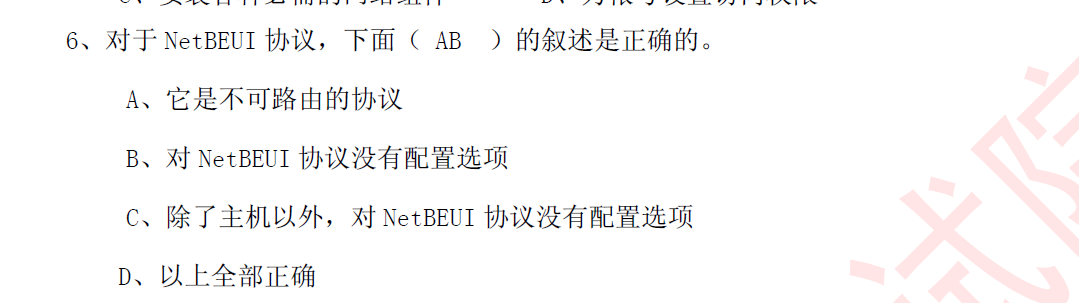 6、对于 NetBEUI 协议，下面（ AB ）的叙述是正确的。
A、它是不可路由的协议
B、对 NetBEUI 协议没有配置选项
C、除了主机以外，对 NetBEUI 协议没有配置选项
D、以上全部正确
试院